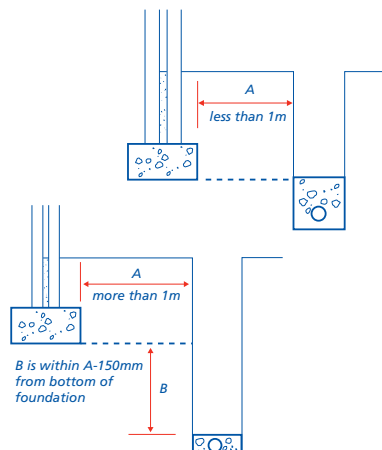 A
less than 1m
A
more than 1m
B is within A-150mm
from bottom of
foundation
B